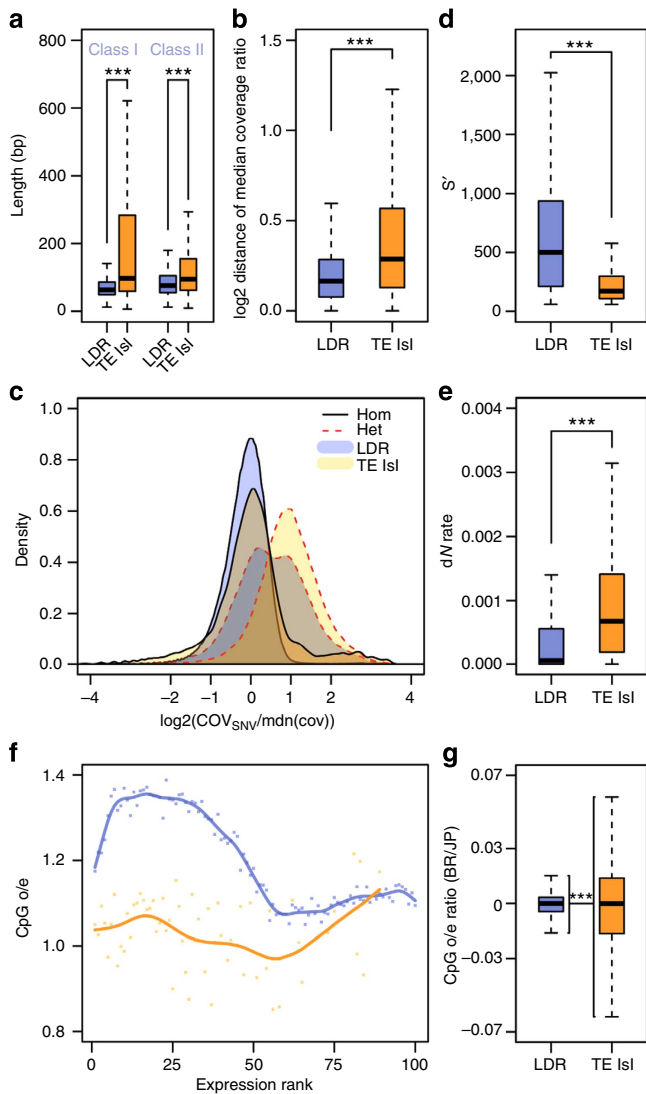 a
Length (bp)
800
600
400
200
0
Class I
Class II
***
***
LDR
TE Isl
LDR
TE Isl
b
log2 distance of median coverage ratio
1.5
1.0
0.5
0.0
***
LDR
TE Isl
d
S′
2,000
1,500
1,000
500
0
***
LDR
TE Isl
c
Density
1.0
0.8
0.6
0.4
0.2
0.0
Hom
Het
LDR
TE Isl
−4
−2
−1
0
1
2
4
log2(COVSNV/mdn(cov))
e
dN rate
0.004
0.003
0.002
0.001
0.000
***
LDR
TE Isl
f
CpG o/e
1.4
1.2
1.0
0.8
0
25
50
75
100
Expression rank
g
CpG o/e ratio (BR/JP)
0.07
0.03
0
−0.03
−0.07
***
LDR
TE Isl